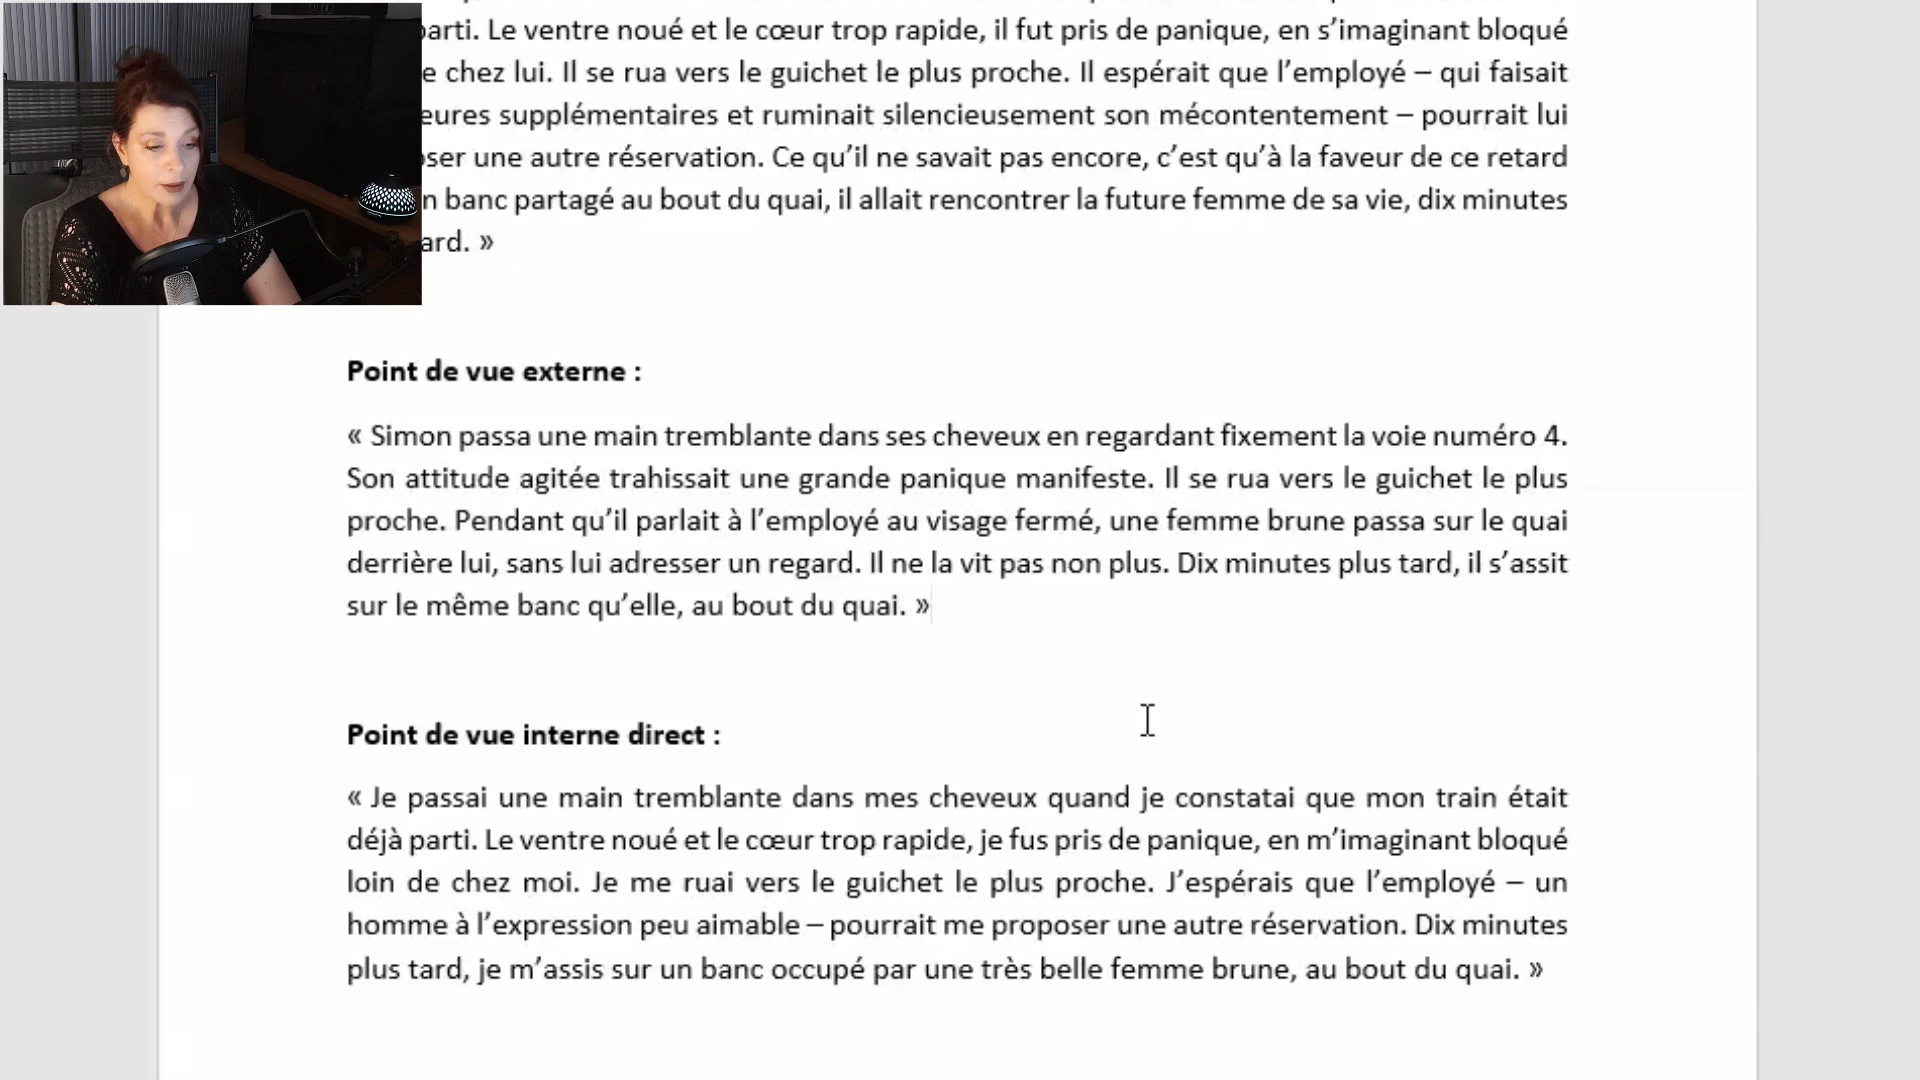 parti. Le ventre noué et le cœur trop rapide, il fut pris de panique, en s’imaginant bloqué
chez lui. Il se rua vers le guichet le plus proche. Il espérait que l’employé – qui faisait
supplémentaires et ruminait silencieusement son mécontentement – pourrait lui
une autre réservation. Ce qu’il ne savait pas encore, c’est qu’à la faveur de ce retard
banc partagé au bout du quai, il allait rencontrer la future femme de sa vie, dix minutes
ard. »
Point de vue externe :
« Simon passa une main tremblante dans ses cheveux en regardant fixement la voie numéro 4.
Son attitude agitée trahissait une grande panique manifeste. Il se rua vers le guichet le plus
proche. Pendant qu’il parlait à l’employé au visage fermé, une femme brune passa sur le quai
derrière lui, sans lui adresser un regard. Il ne la vit pas non plus. Dix minutes plus tard, il s’assit
sur le même banc qu’elle, au bout du quai. »
Point de vue interne direct :
« Je passai une main tremblante dans mes cheveux quand je constatai que mon train était
déjà parti. Le ventre noué et le cœur trop rapide, je fus pris de panique, en m’imaginant bloqué
loin de chez moi. Je me ruai vers le guichet le plus proche. J’espérais que l’employé – un
homme à l’expression peu aimable – pourrait me proposer une autre réservation. Dix minutes
plus tard, je m’assis sur un banc occupé par une très belle femme brune, au bout du quai. »